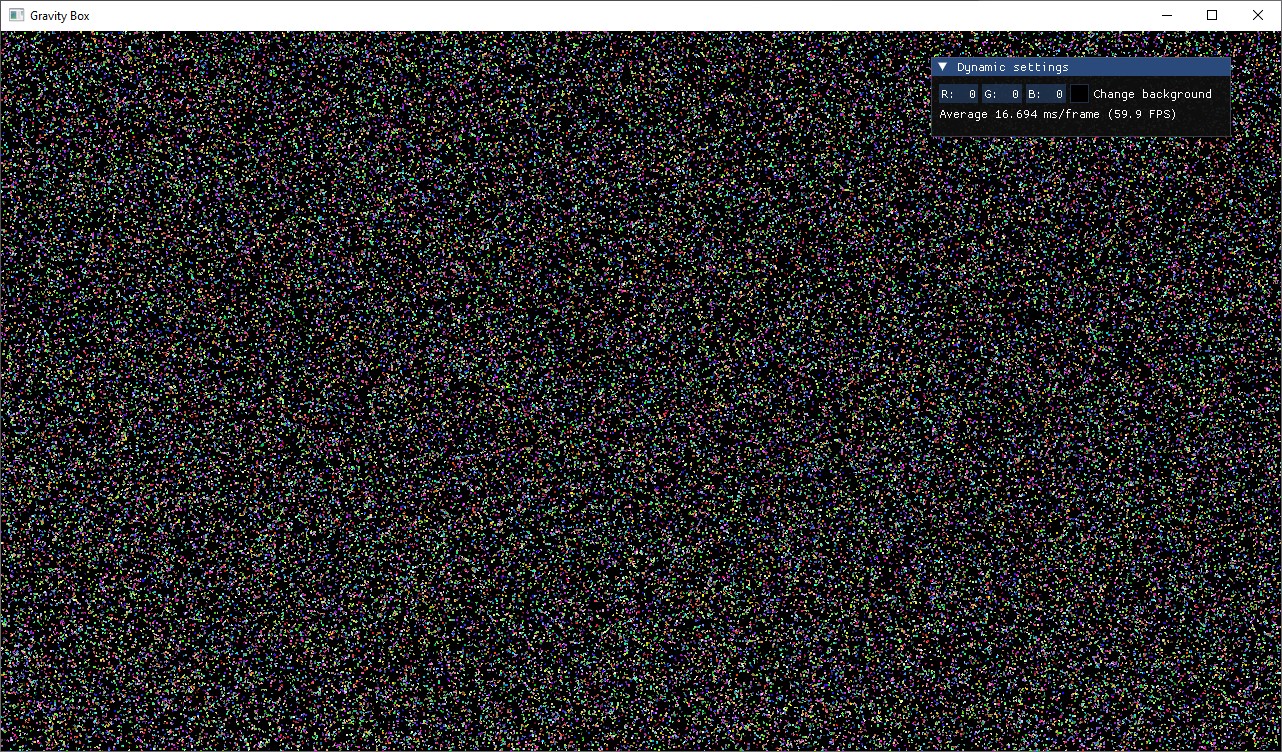 Gravity Box
Dynamic settings
R: 0 G: 0 B: 0 Change background
Average 16.694 ms/frame (59.9 FPS)